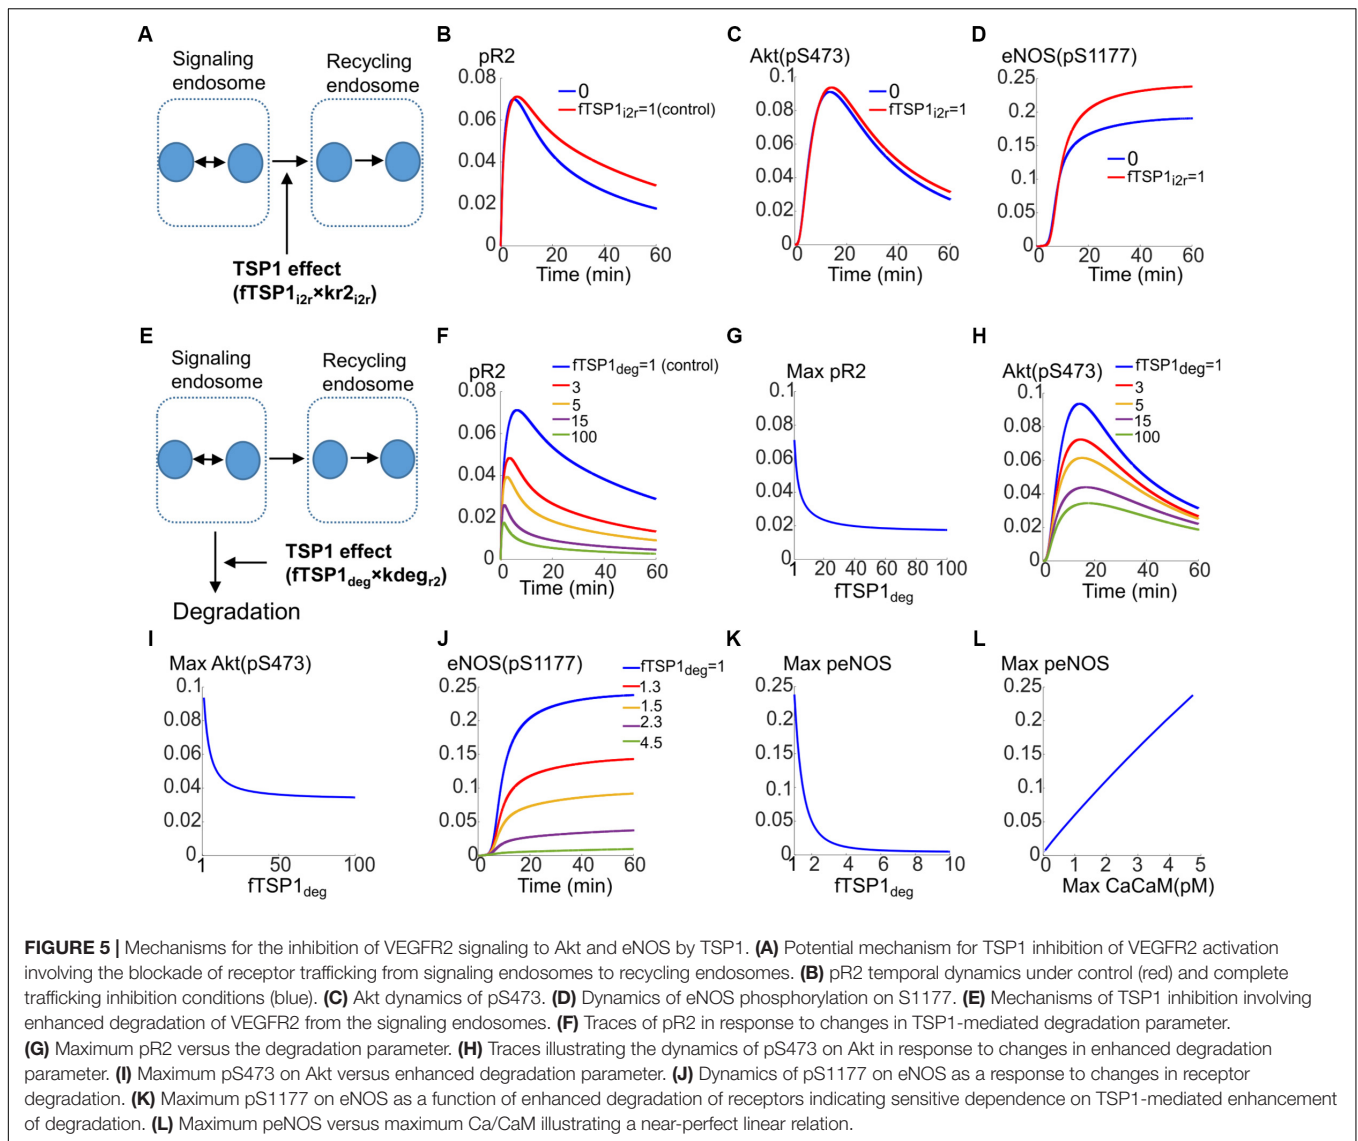 A
Signaling
endosome
Recycling
endosome
TSP1 effect
(fTSP1i2r×kr2i2r)
B
pR2
0.08
0.06
0.04
0.02
0
0
20
40
60
Time (min)
0
fTSP1i2r=1(control)
C
Akt(pS473)
0.1
0.08
0.06
0.04
0.02
0
0
20
40
60
Time (min)
0
fTSP1i2r=1
D
eNOS(pS1177)
0.25
0.2
0.15
0.1
0.05
0
0
20
40
60
Time (min)
0
fTSP1i2r=1
E
Signaling
endosome
Recycling
endosome
TSP1 effect
(fTSP1deg×kdegr2)
Degradation
F
pR2
fTSP1deg=1 (control)
3
5
15
100
0.08
0.06
0.04
0.02
0
0
20
40
60
Time (min)
G
Max pR2
0.1
0.08
0.06
0.04
0.02
0
1
20
40
60
80
100
fTSP1deg
H
Akt(pS473)
fTSP1deg=1
3
5
15
100
0.1
0.08
0.06
0.04
0.02
0
0
20
40
60
Time (min)
I
Max Akt(pS473)
0.1
0.08
0.06
0.04
0.02
0
1
50
100
fTSP1deg
J
eNOS(pS1177)
fTSP1deg=1
1.3
1.5
2.3
4.5
0.25
0.2
0.15
0.1
0.05
0
0
20
40
60
Time (min)
K
Max peNOS
0.25
0.2
0.15
0.1
0.05
0
1
2
4
6
8
10
fTSP1deg
L
Max peNOS
0.25
0.2
0.15
0.1
0.05
0
0
1
2
3
4
5
Max CaCaM(pM)
FIGURE 5 | Mechanisms for the inhibition of VEGFR2 signaling to Akt and eNOS by TSP1. (A) Potential mechanism for TSP1 inhibition of VEGFR2 activation
involving the blockade of receptor trafficking from signaling endosomes to recycling endosomes. (B) pR2 temporal dynamics under control (red) and complete
trafficking inhibition conditions (blue). (C) Akt dynamics of pS473. (D) Dynamics of eNOS phosphorylation on S1177. (E) Mechanisms of TSP1 inhibition involving
enhanced degradation of VEGFR2 from the signaling endosomes. (F) Traces of pR2 in response to changes in TSP1-mediated degradation parameter.
(G) Maximum pR2 versus the degradation parameter. (H) Traces illustrating the dynamics of pS473 on Akt in response to changes in enhanced degradation
parameter. (I) Maximum pS473 on Akt versus enhanced degradation parameter. (J) Dynamics of pS1177 on eNOS as a response to changes in receptor
degradation. (K) Maximum pS1177 on eNOS as a function of enhanced degradation of receptors indicating sensitive dependence on TSP1-mediated enhancement
of degradation. (L) Maximum peNOS versus maximum Ca/CaM illustrating a near-perfect linear relation.